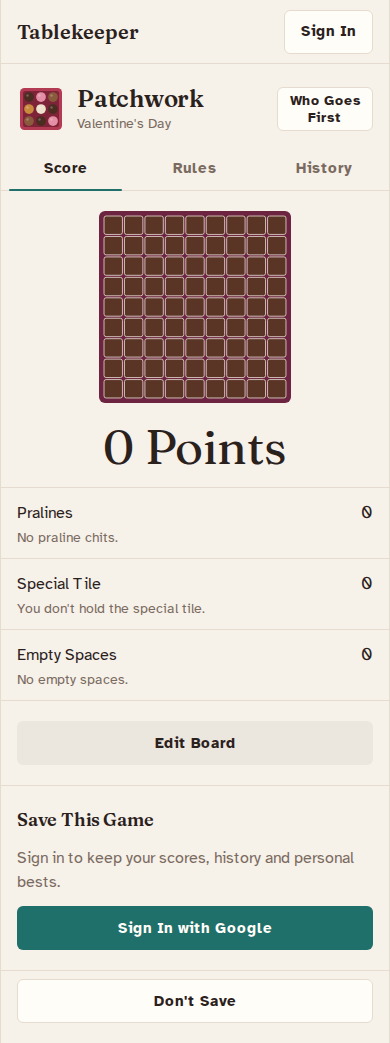 Tablekeeper
Sign In
Patchwork
Valentine's Day
Who Goes
First
Score
Rules
History
0 Points
Pralines
0
No praline chits.
Special Tile
0
You don't hold the special tile.
Empty Spaces
0
No empty spaces.
Edit Board
Save This Game
Sign in to keep your scores, history and personal
bests.
Sign In with Google
Don't Save